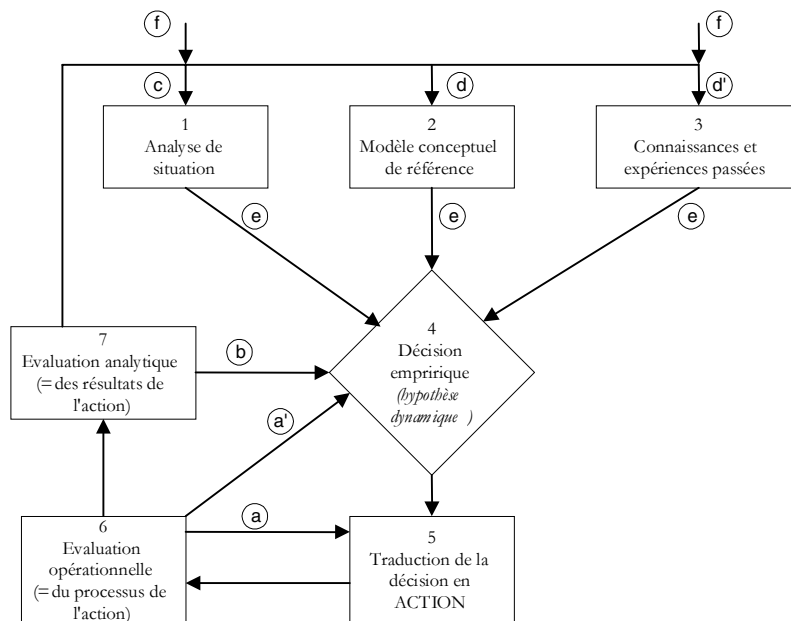 f
f
c
d
d'
1
Analyse de
situation
2
Modèle conceptuel
de référence
3
Connaissances et
expériences passées
e
e
e
4
Décision
empririque
(hypothèse
dynamique )
7
Evaluation analytique
(= des résultats de
l'action)
b
a'
a
6
Evaluation
opérationnelle
(= du processus de
l'action)
5
Traduction de la
décision en
ACTION